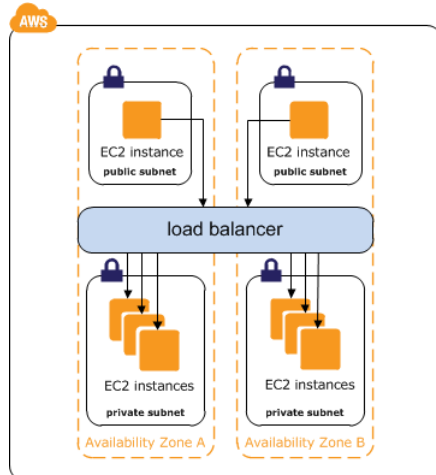 AWS
EC2 instance
public subnet
EC2 instance
public subnet
load balancer
EC2 instances
private subnet
EC2 instances
private subnet
Availability Zone A
Availability Zone B